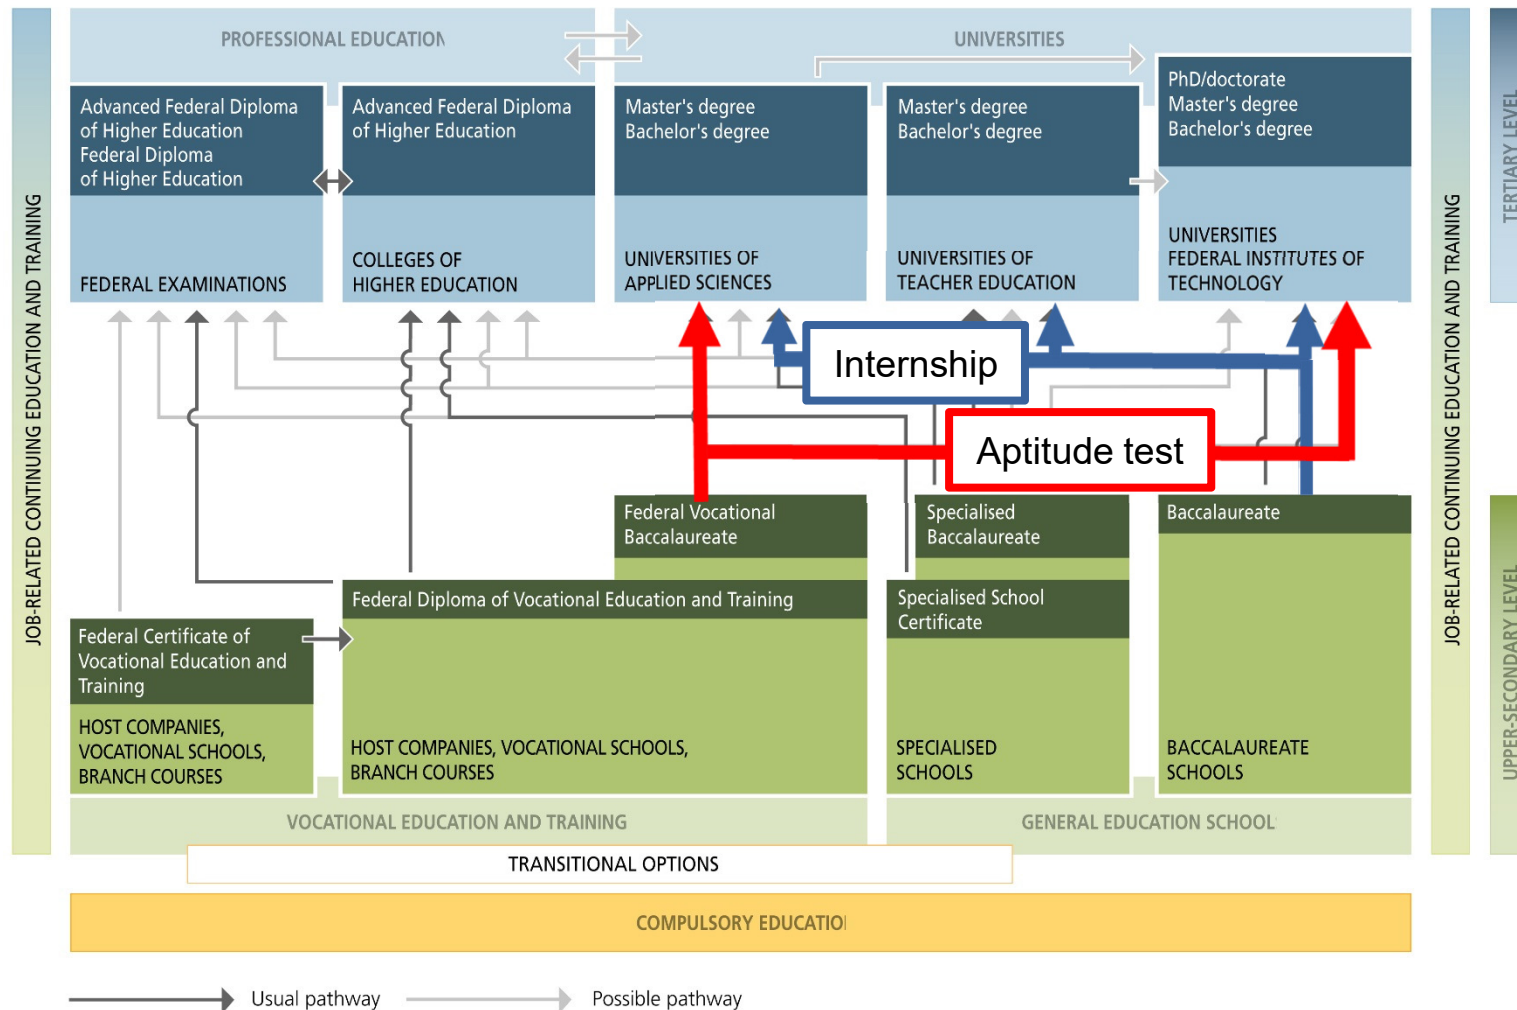 PROFESSIONAL EDUCATION
UNIVERSITIES
Advanced Federal Diploma
of Higher Education
Federal Diploma
of Higher Education
FEDERAL EXAMINATIONS
Advanced Federal Diploma
of Higher Education
COLLEGES OF
HIGHER EDUCATION
Master's degree
Bachelor's degree
UNIVERSITIES OF
APPLIED SCIENCES
Master's degree
Bachelor's degree
UNIVERSITIES OF
TEACHER EDUCATION
PhD/doctorate
Master's degree
Bachelor's degree
UNIVERSITIES
FEDERAL INSTITUTES OF
TECHNOLOGY
JOB-RELATED CONTINUING EDUCATION AND TRAINING
JOB-RELATED CONTINUING EDUCATION AND TRAINING
TERTIARY LEVEL
UPPER-SECONDARY LEVEL
Internship
Aptitude test
Federal Vocational
Baccalaureate
Specialised
Baccalaureate
Baccalaureate
Federal Diploma of Vocational Education and Training
Specialised School
Certificate
Federal Certificate of
Vocational Education and
Training
HOST COMPANIES,
VOCATIONAL SCHOOLS,
BRANCH COURSES
HOST COMPANIES, VOCATIONAL SCHOOLS,
BRANCH COURSES
SPECIALISED
SCHOOLS
BACCALAUREATE
SCHOOLS
VOCATIONAL EDUCATION AND TRAINING
GENERAL EDUCATION SCHOOL
TRANSITIONAL OPTIONS
COMPULSORY EDUCATIO
Usual pathway
Possible pathway